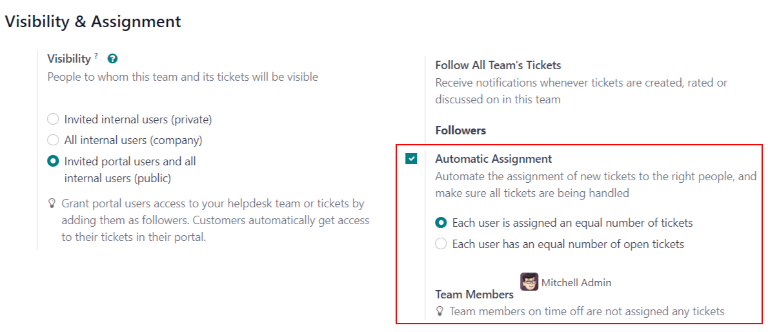 Visibility & Assignment
Visibility ? ?
People to whom this team and its tickets will be visible
Invited internal users (private)
All internal users (company)
Invited portal users and all
internal users (public)
Grant portal users access to your helpdesk team or tickets by
adding them as followers. Customers automatically get access
to their tickets in their portal.
Follow All Team's Tickets
Receive notifications whenever tickets are created, rated or
discussed on in this team
Followers
Automatic Assignment
Automate the assignment of new tickets to the right people, and
make sure all tickets are being handled
Each user is assigned an equal number of tickets
Each user has an equal number of open tickets
Mitchell Admin
Team Members
Team members on time off are not assigned any tickets